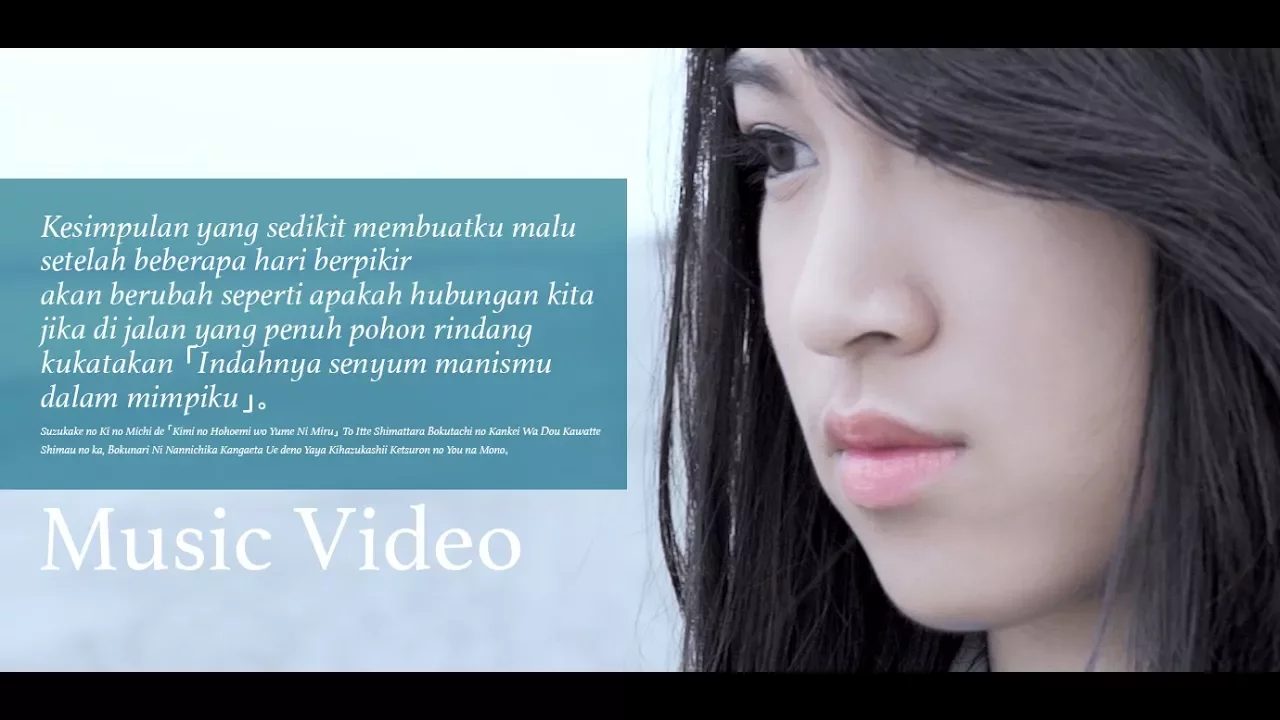 Kesimpulan yang sedikit membuatku malu
setelah beberapa hari berpikir
akan berubah seperti apakah hubungan kita
jika di jalan yang penuh pohon rindang
kukatakan「Indahnya senyum manismu
dalam mimpiku」。
Suzukake no Ki no Michi de「Kimi no Hohoemi wo Yume Ni Miru」To Itte Shimattara Bokutachi no Kankei Wa Dou Kawatte
Shimau no ka, Bokunari Ni Nannichika Kangaeta Ue deno Yaya Kihazukashii Ketsuron no You na Mono。
Music Video